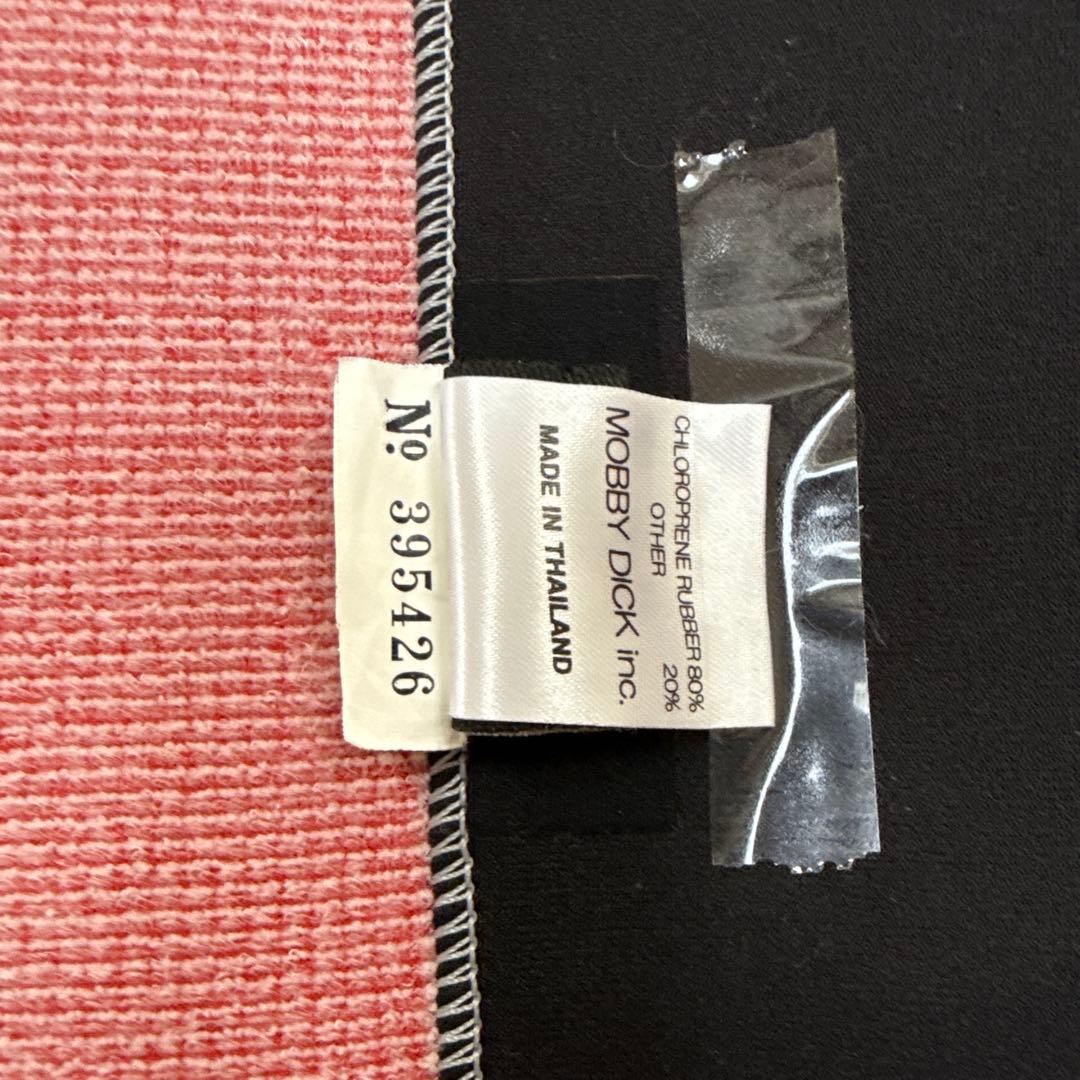 CHLOROPRENE RUBBER 80%
OTHER 20%
MOBBY DICK inc.
MADE IN THAILAND
Nº 395426